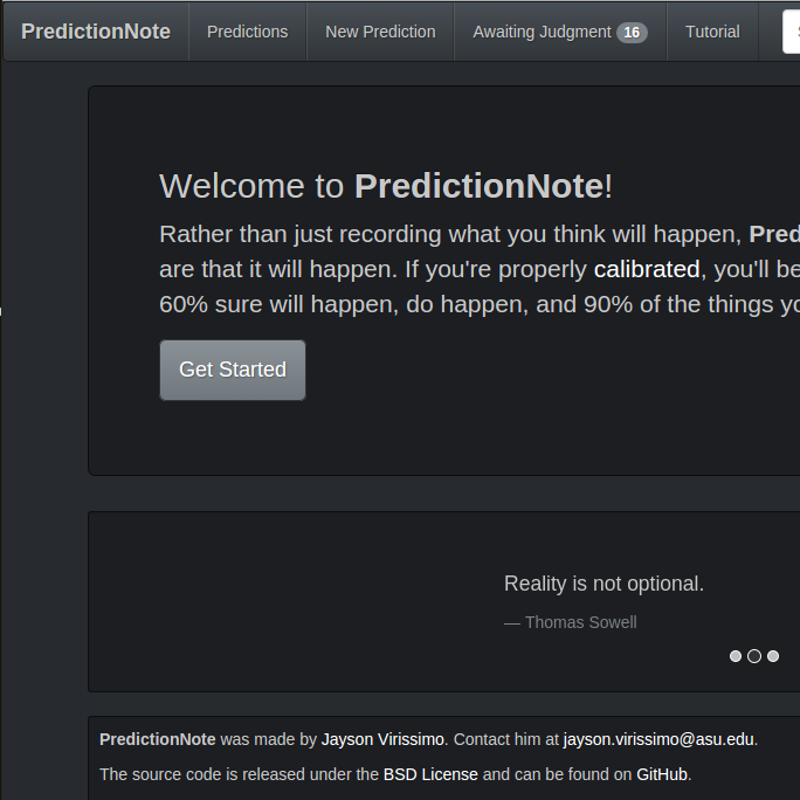 PredictionNote Predictions New Prediction Awaiting Judgment 16 Tutorial
Welcome to PredictionNote!
Rather than just recording what you think will happen, Pred
are that it will happen. If you're properly calibrated, you'll be
60% sure will happen, do happen, and 90% of the things yo
Get Started
Reality is not optional.
— Thomas Sowell
PredictionNote was made by Jayson Virissimo. Contact him at jayson.virissimo@asu.edu.
The source code is released under the BSD License and can be found on GitHub.